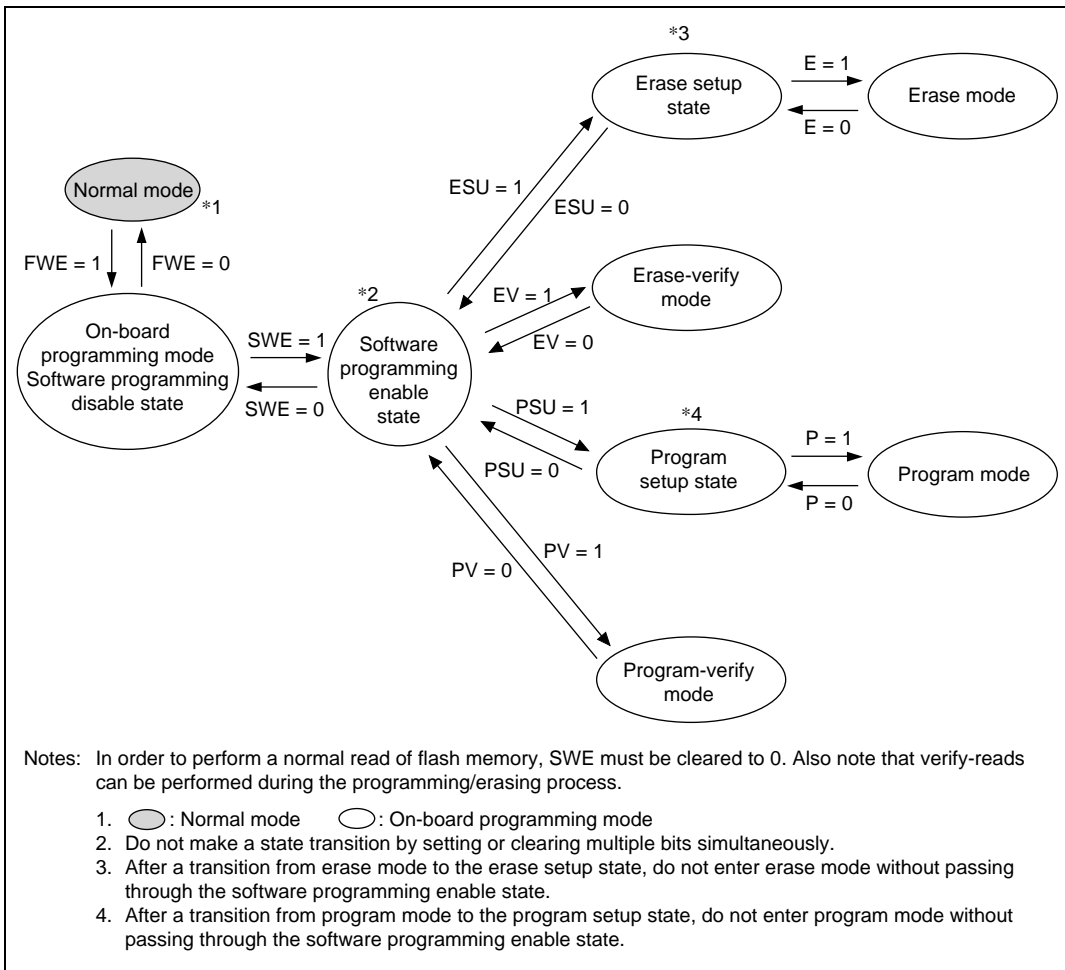 *3
Erase setup
state
E = 1
E = 0
Erase mode
Normal mode
*1
ESU = 1
ESU = 0
FWE = 1
FWE = 0
Erase-verify
mode
*2
EV = 1
EV = 0
On-board
programming mode
Software programming
disable state
SWE = 1
SWE = 0
Software
programming
enable
state
PSU = 1
PSU = 0
*4
Program
setup state
P = 1
P = 0
Program mode
PV = 1
PV = 0
Program-verify
mode
Notes: In order to perform a normal read of flash memory, SWE must be cleared to 0. Also note that verify-reads
can be performed during the programming/erasing process.
1. : Normal mode : On-board programming mode
2. Do not make a state transition by setting or clearing multiple bits simultaneously.
3. After a transition from erase mode to the erase setup state, do not enter erase mode without passing
through the software programming enable state.
4. After a transition from program mode to the program setup state, do not enter program mode without
passing through the software programming enable state.